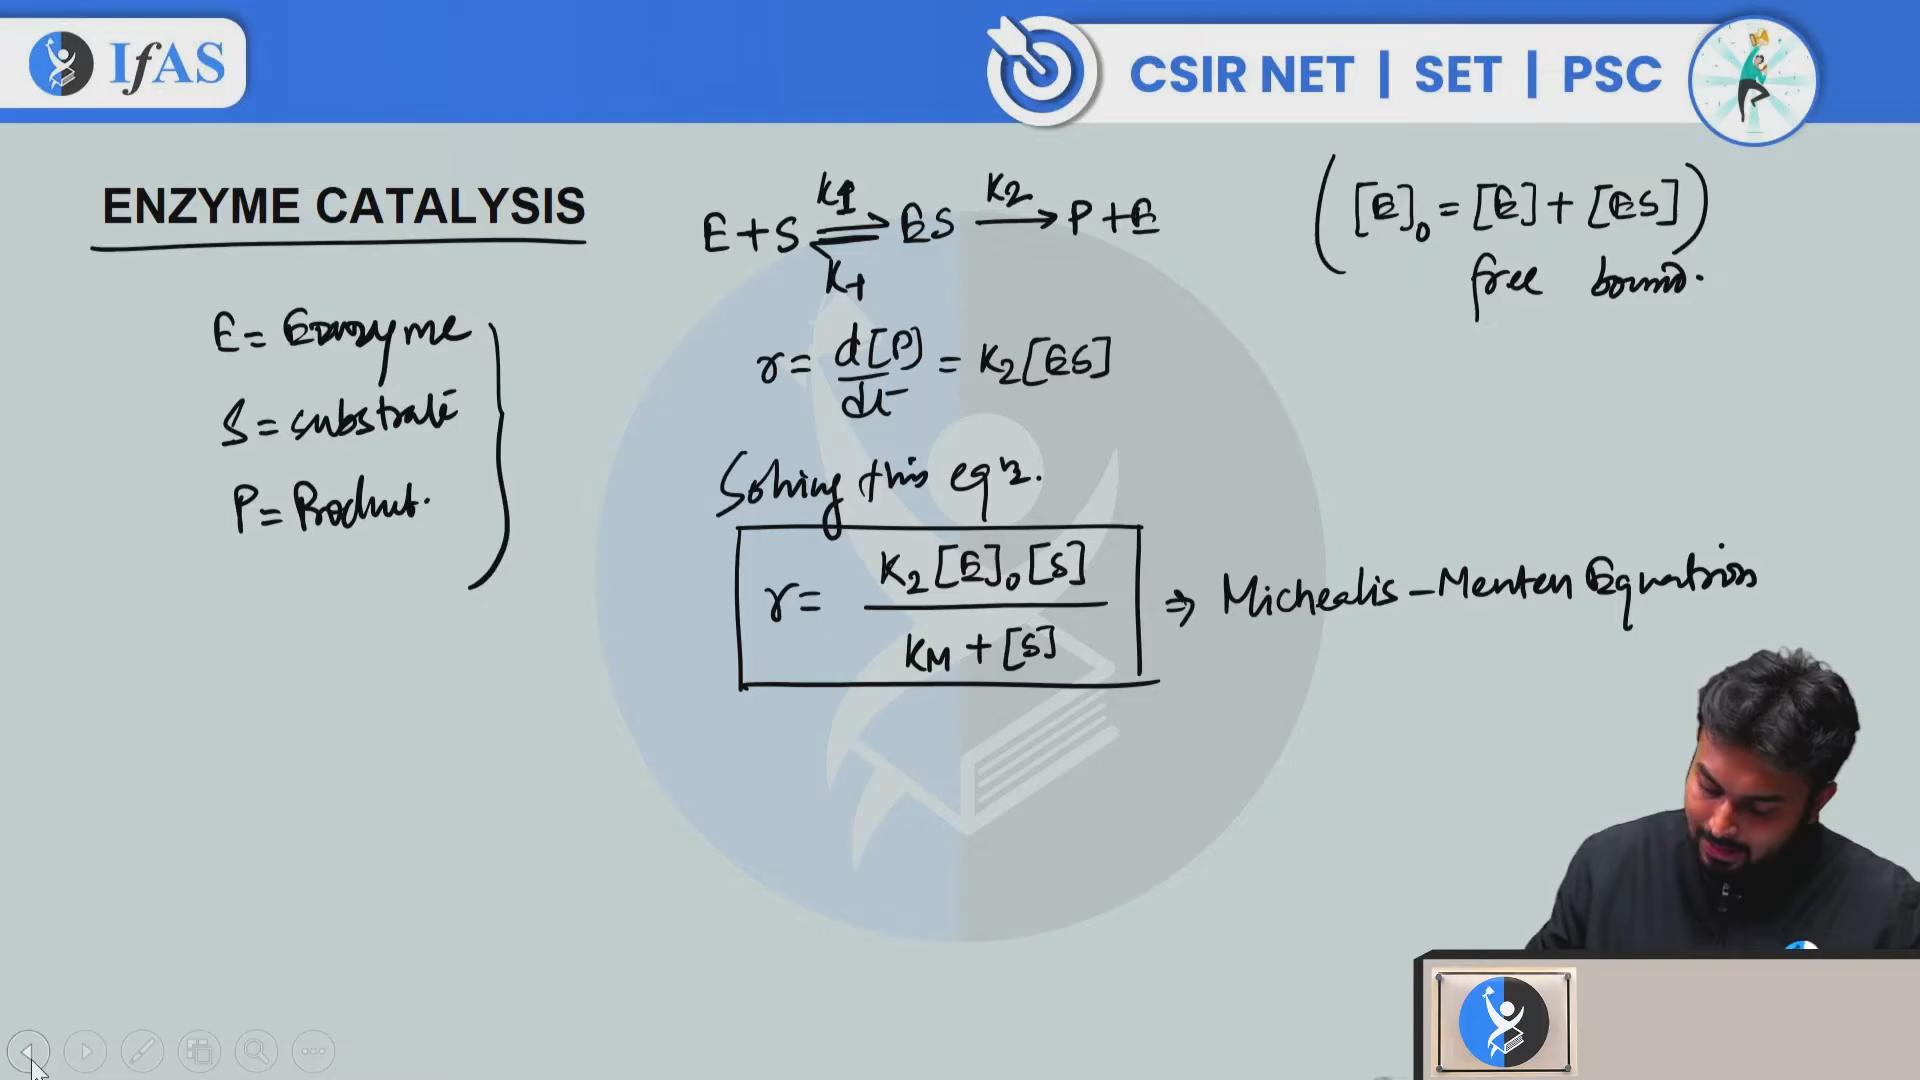 IfAS
CSIR NET | SET | PSC
ENZYME CATALYSIS
E + S ⇌ ES → P + E
k1
k2
k-1
([E]₀ = [E] + [ES])
free bound.
E = Enzyme
S = substrate
P = Product.
r = d[P]/dt = k2[ES]
Solving this eqn.
r = k2[E]₀[S] / kM + [S]
⇒ Michealis - Menten Equation